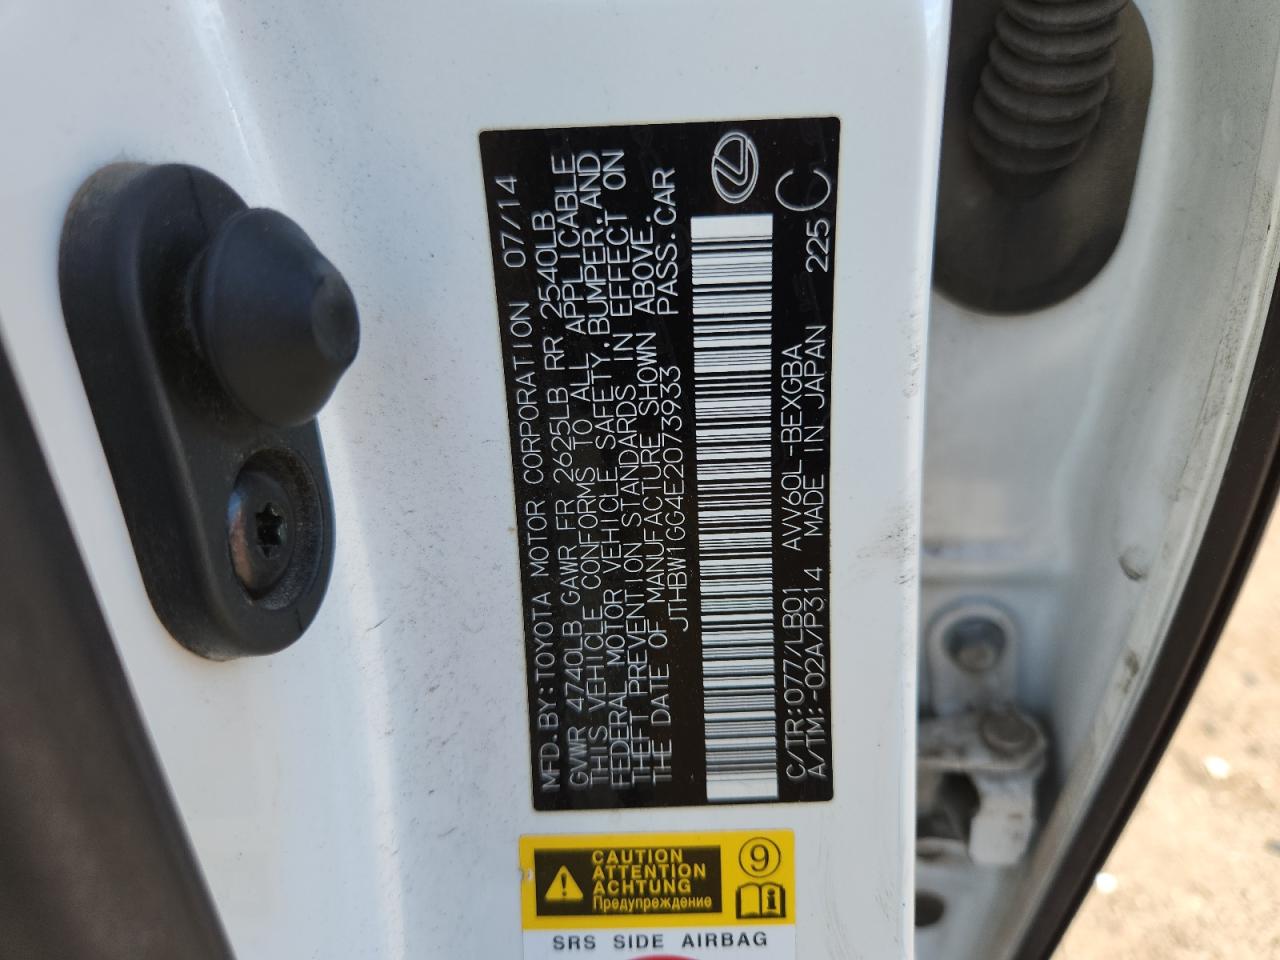 MFD.BY:TOYOTA MOTOR CORPORATION 07/14
GVWR 4740LB GAWR FR 2625LB RR 2540LB
THIS VEHICLE CONFORMS TO ALL APPLICABLE
FEDERAL MOTOR VEHICLE SAFETY,BUMPER,AND
THEFT PREVENTION STANDARDS IN EFFECT ON
THE DATE OF MANUFACTURE SHOWN ABOVE.
JTHBW1GG4E2073933 PASS.CAR
C/TR:077/LB01 AVV60L-BEXGBA 225 C
A/TM:-02A/P314 MADE IN JAPAN
CAUTION
ATTENTION
ACHTUNG
Предупреждение
9
i
SRS SIDE AIRBAG